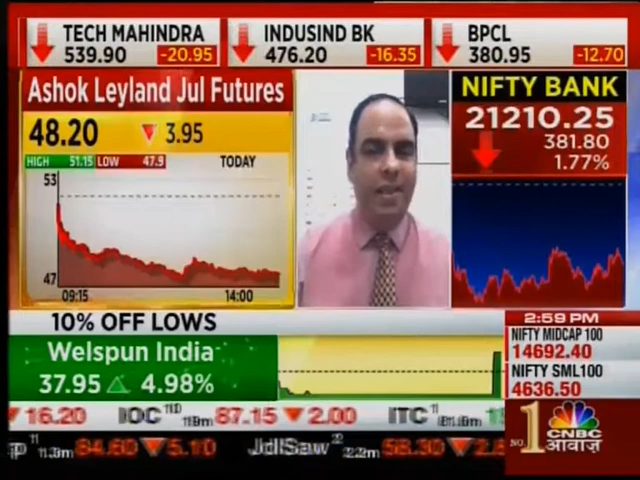 TECH MAHINDRA
539.90 -20.95
INDUSIND BK
476.20 -16.35
BPCL
380.95 -12.70
Ashok Leyland Jul Futures
48.20 3.95
HIGH 51.15 LOW 47.9 TODAY
53
47
09:15 14:00
NIFTY BANK
21210.25
381.80
1.77%
10% OFF LOWS
Welspun India
37.95 4.98%
2:59 PM
NIFTY MIDCAP 100
14692.40
NIFTY SML100
4636.50
16.20 IOC 87.15 2.00 ITC
84.60 5.10 JdlSaw 58.30
NO. 1 CNBC
आवाज़